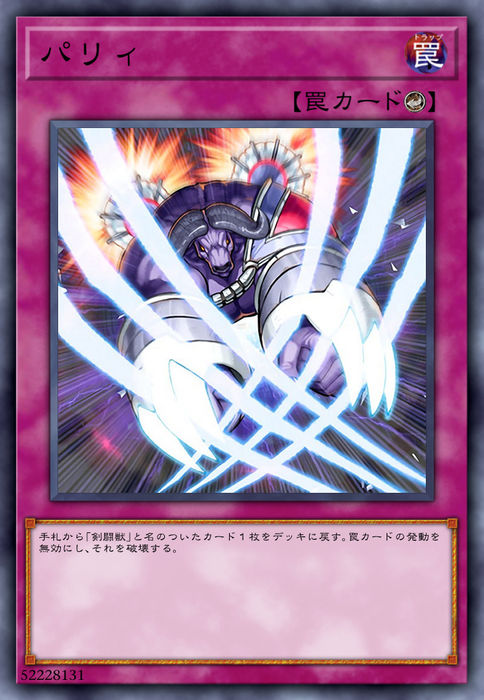 パリィ
トラップ
罠
【罠カード】
手札から「剣闘獣」と名のついたカード１枚をデッキに戻す。罠カードの発動を
無効にし、それを破壊する。
52228131